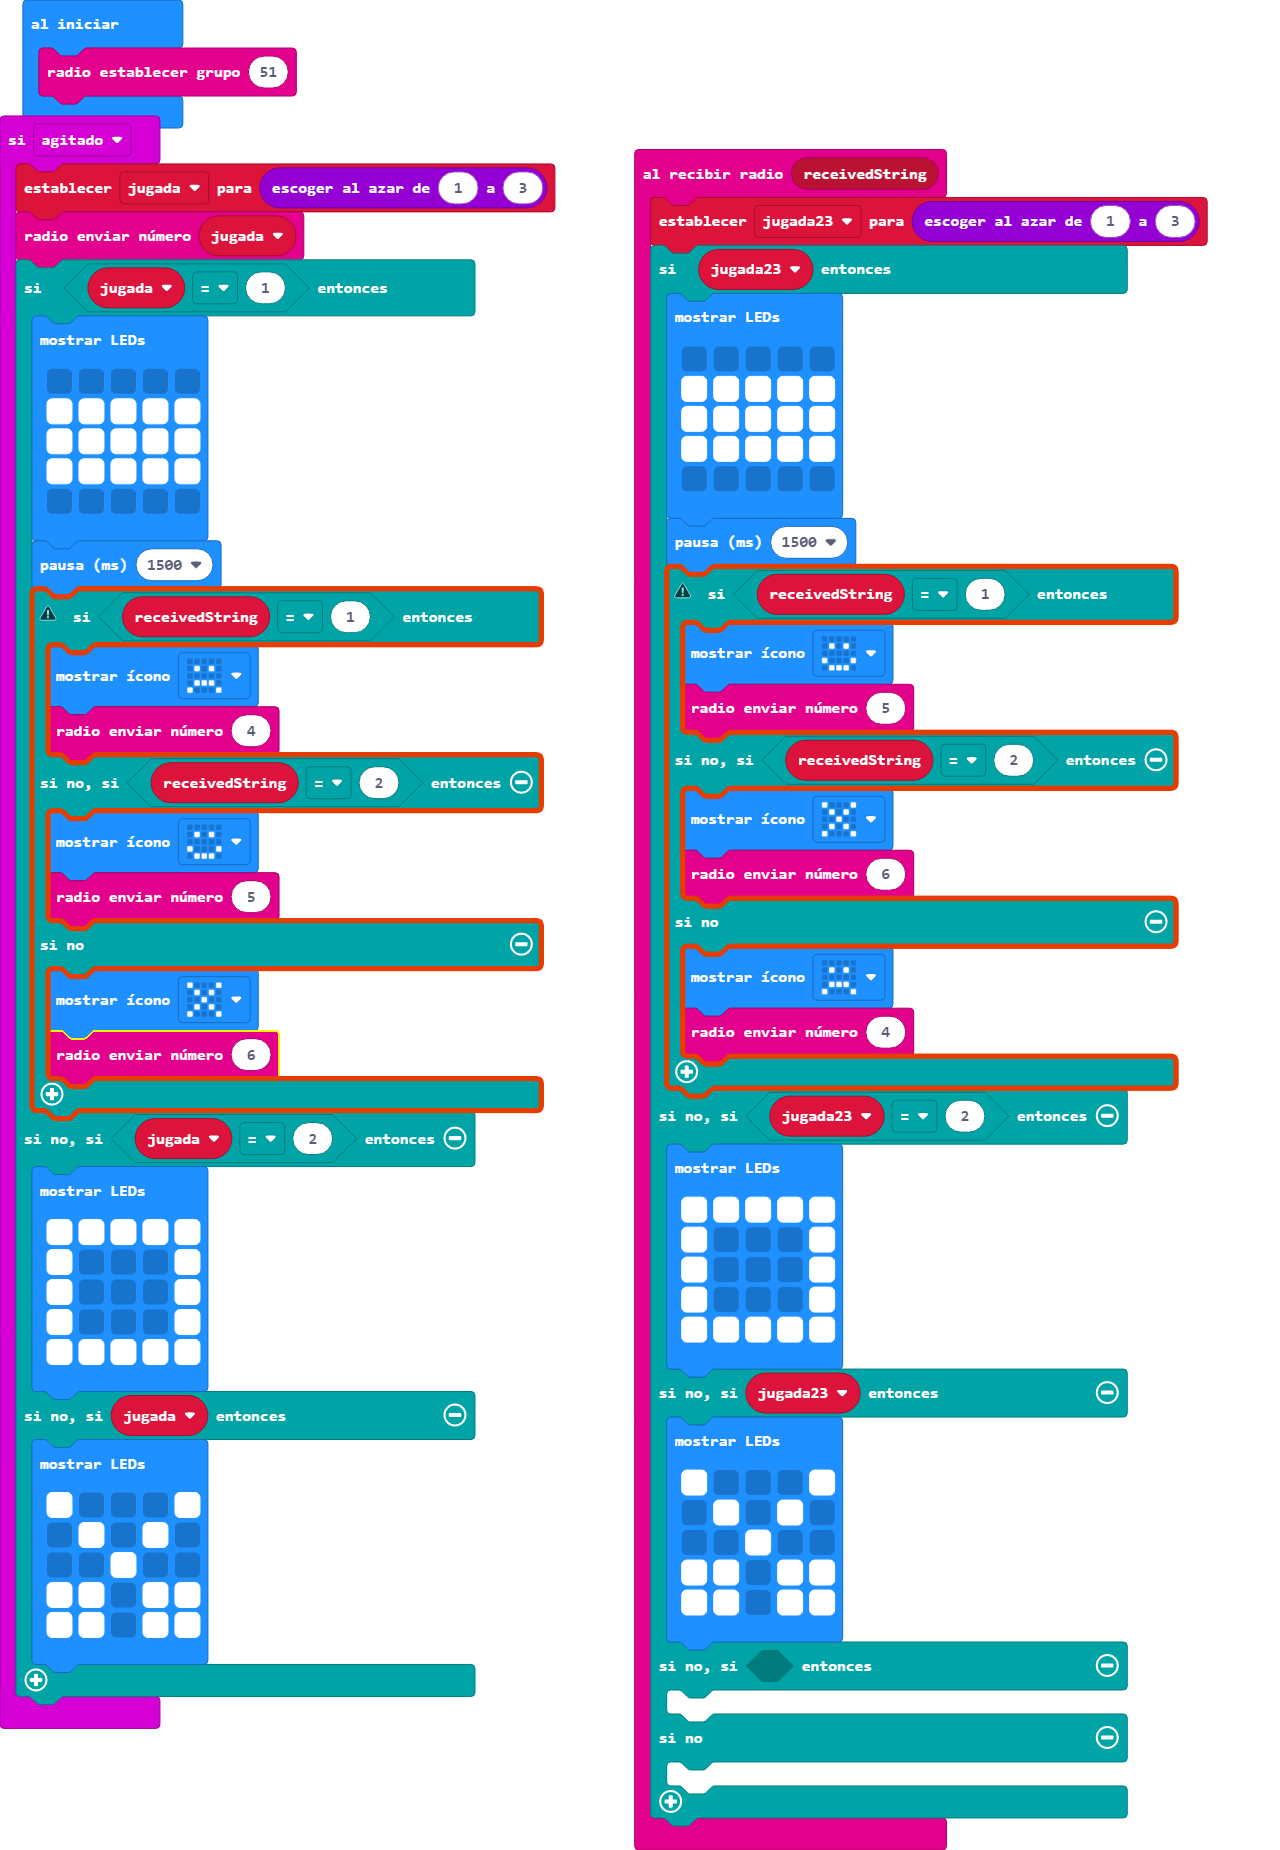 al iniciar
radio establecer grupo 51
si agitado
establecer jugada para escoger al azar de 1 a 3
radio enviar número jugada
si jugada = 1 entonces
mostrar LEDs
pausa (ms) 1500
si receivedString = 1 entonces
mostrar ícono
radio enviar número 4
si no, si receivedString = 2 entonces
mostrar ícono
radio enviar número 5
si no
mostrar ícono
radio enviar número 6
si no, si jugada = 2 entonces
mostrar LEDs
si no, si jugada entonces
mostrar LEDs
al recibir radio receivedString
establecer jugada23 para escoger al azar de 1 a 3
si jugada23 entonces
mostrar LEDs
pausa (ms) 1500
si receivedString = 1 entonces
mostrar ícono
radio enviar número 5
si no, si receivedString = 2 entonces
mostrar ícono
radio enviar número 6
si no
mostrar ícono
radio enviar número 4
si no, si jugada23 = 2 entonces
mostrar LEDs
si no, si jugada23 entonces
mostrar LEDs
si no, si entonces
si no